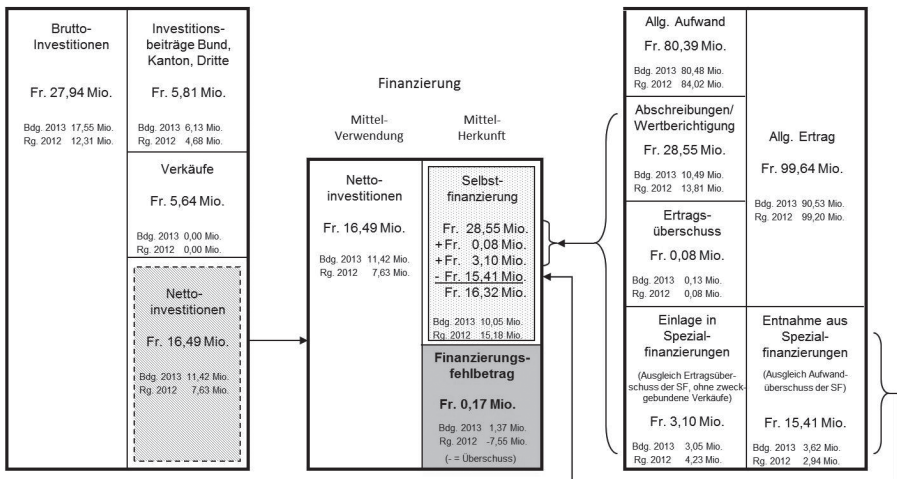 Brutto-
Investitionen
Fr. 27,94 Mio.
Bdg. 2013 17,55 Mio.
Rg. 2012 12,31 Mio.
Investitions-
beiträge Bund,
Kanton, Dritte
Fr. 5,81 Mio.
Bdg. 2013 6,13 Mio.
Rg. 2012 4,68 Mio.
Verkäufe
Fr. 5,64 Mio.
Bdg. 2013 0,00 Mio.
Rg. 2012 0,00 Mio.
Netto-
investitionen
Fr. 16,49 Mio.
Bdg. 2013 11,42 Mio.
Rg. 2012 7,63 Mio.
Finanzierung
Mittel-
Verwendung
Mittel-
Herkunft
Netto-
investitionen
Fr. 16,49 Mio.
Bdg. 2013 11,42 Mio.
Rg. 2012 7,63 Mio.
Selbst-
finanzierung
Fr. 28,55 Mio.
+Fr. 0,08 Mio.
+Fr. 3,10 Mio.
- Fr. 15,41 Mio.
Fr. 16,32 Mio.
Bdg. 2013 10,05 Mio.
Rg. 2012 15,18 Mio.
Finanzierungs-
fehlbetrag
Fr. 0,17 Mio.
Bdg. 2013 1,37 Mio.
Rg. 2012 -7,55 Mio.
(- = Überschuss)
Allg. Aufwand
Fr. 80,39 Mio.
Bdg. 2013 80,48 Mio.
Rg. 2012 84,02 Mio.
Abschreibungen/
Wertberichtigung
Fr. 28,55 Mio.
Bdg. 2013 10,49 Mio.
Rg. 2012 13,81 Mio.
Ertrags-
überschuss
Fr. 0,08 Mio.
Bdg. 2013 0,13 Mio.
Rg. 2012 0,08 Mio.
Einlage in
Spezial-
finanzierungen
(Ausgleich Ertragsüber-
schuss der SF, ohne zweck-
gebundene Verkäufe)
Fr. 3,10 Mio.
Bdg. 2013 3,05 Mio.
Rg. 2012 4,23 Mio.
Allg. Ertrag
Fr. 99,64 Mio.
Bdg. 2013 90,53 Mio.
Rg. 2012 99,20 Mio.
Entnahme aus
Spezial-
finanzierungen
(Ausgleich Aufwand-
überschuss der SF)
Fr. 15,41 Mio.
Bdg. 2013 3,62 Mio.
Rg. 2012 2,94 Mio.